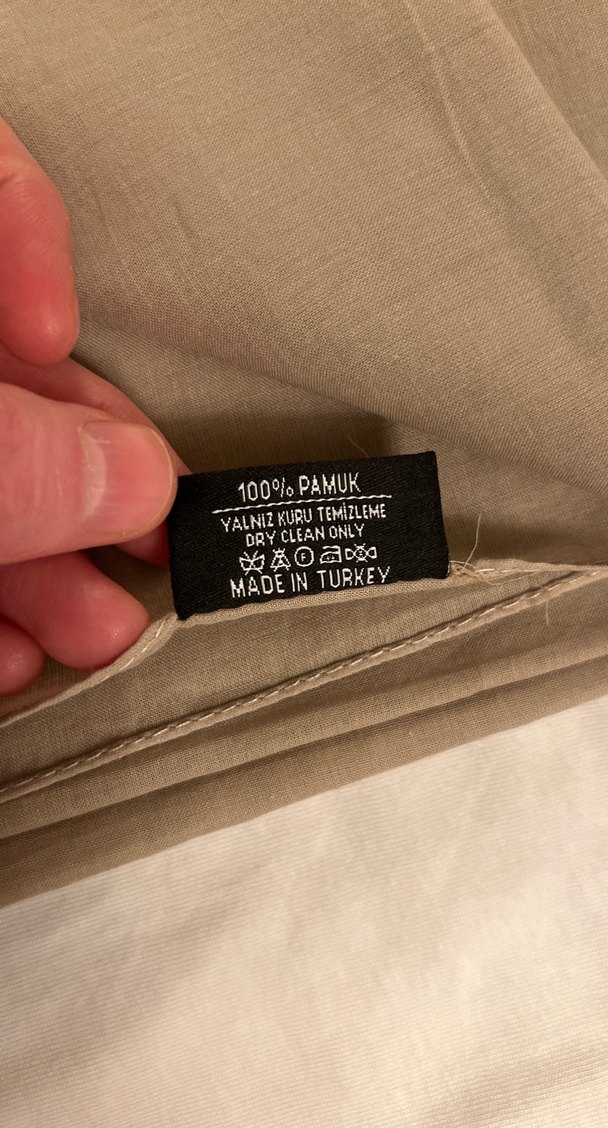 100% PAMUK
YALNIZ KURU TEMİZLEME
DRY CLEAN ONLY
MADE IN TURKEY